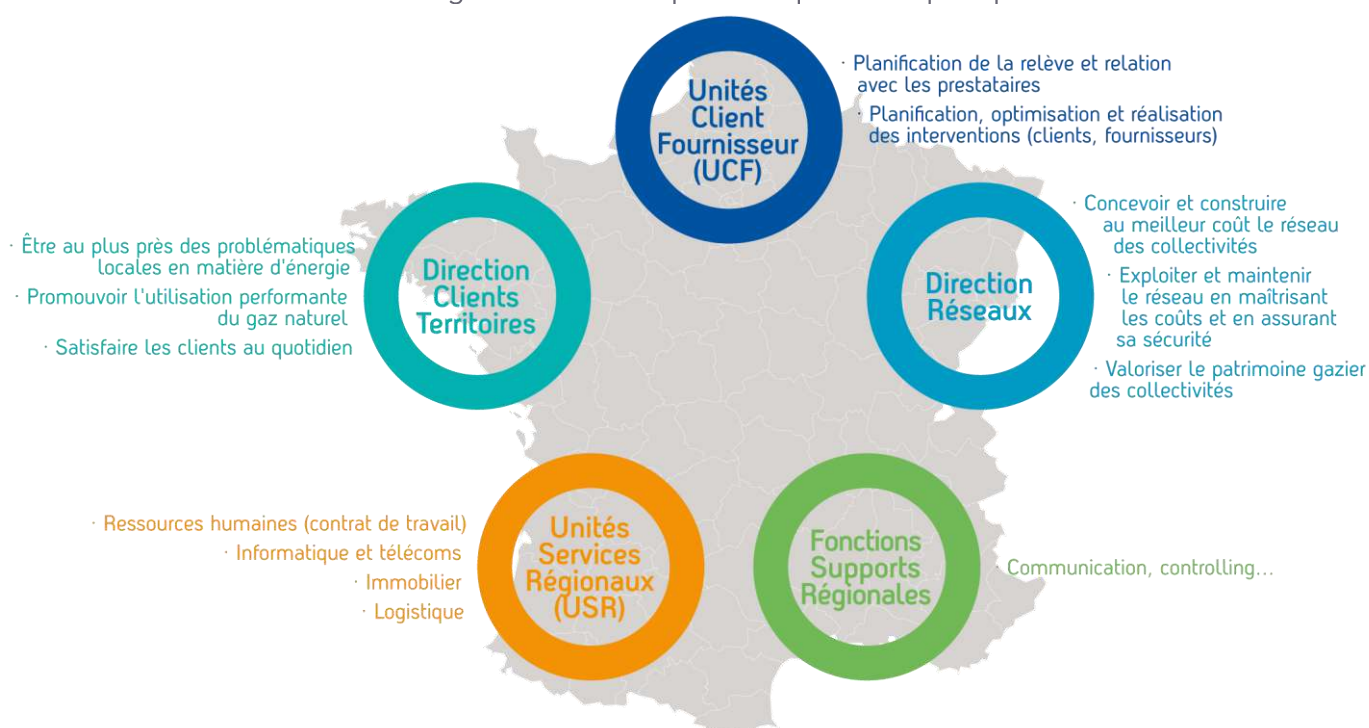 Unités
Client
Fournisseur
(UCF)
· Planification de la relève et relation
avec les prestataires
· Planification, optimisation et réalisation
des interventions (clients, fournisseurs)
Direction
Clients
Territoires
· Être au plus près des problématiques
locales en matière d'énergie
· Promouvoir l'utilisation performante
du gaz naturel
· Satisfaire les clients au quotidien
Direction
Réseaux
· Concevoir et construire
au meilleur coût le réseau
des collectivités
· Exploiter et maintenir
le réseau en maîtrisant
les coûts et en assurant
sa sécurité
· Valoriser le patrimoine gazier
des collectivités
Unités
Services
Régionaux
(USR)
· Ressources humaines (contrat de travail)
· Informatique et télécoms
· Immobilier
· Logistique
Fonctions
Supports
Régionales
· Communication, controlling...